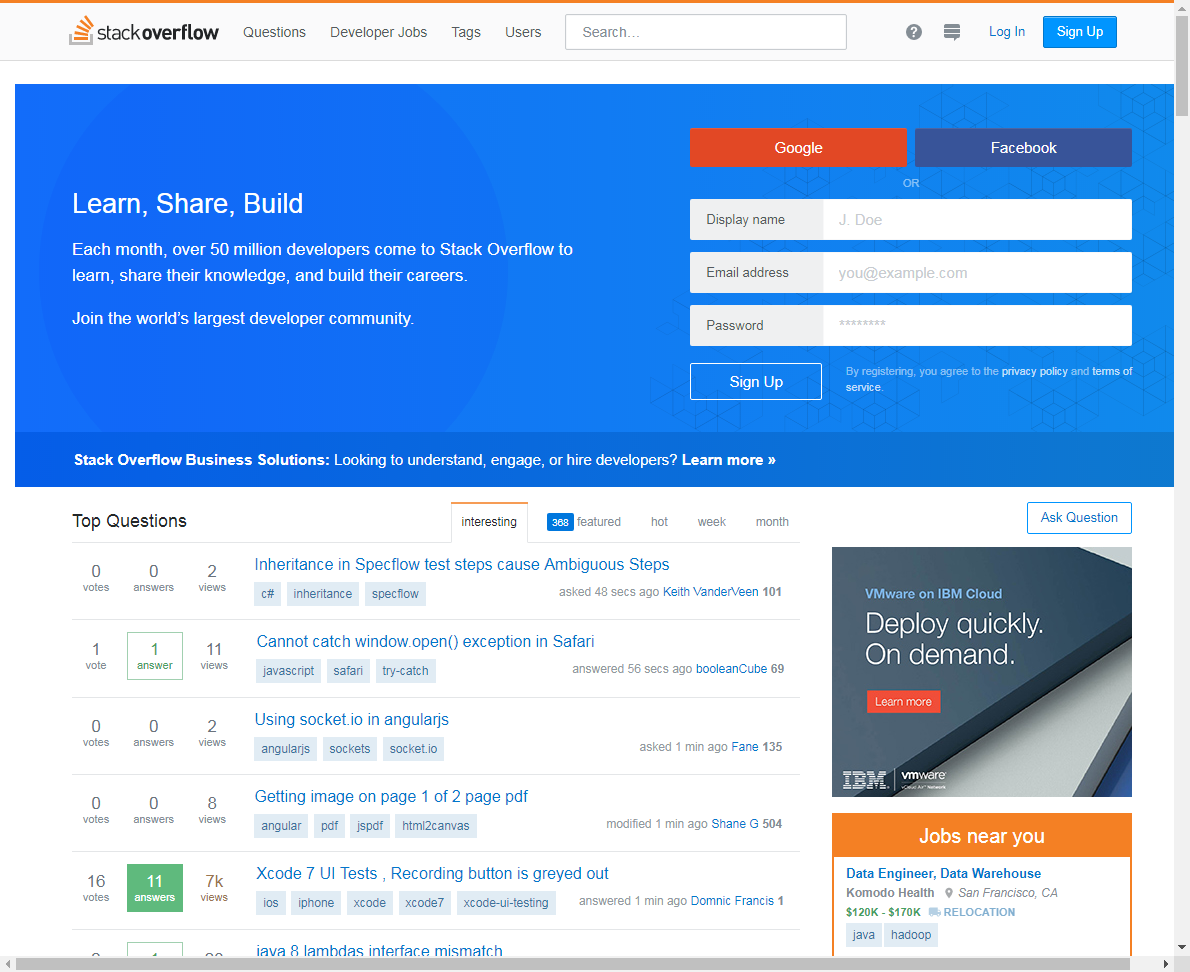 stackoverflow Questions Developer Jobs Tags Users Search… ? Log In Sign Up
Google Facebook
OR
Learn, Share, Build
Each month, over 50 million developers come to Stack Overflow to
learn, share their knowledge, and build their careers.
Join the world’s largest developer community.
Display name J. Doe
Email address you@example.com
Password ********
Sign Up
By registering, you agree to the privacy policy and terms of
service.
Stack Overflow Business Solutions: Looking to understand, engage, or hire developers? Learn more »
Top Questions interesting 368 featured hot week month
0 votes 0 answers 2 views
Inheritance in Specflow test steps cause Ambiguous Steps
c# inheritance specflow
asked 48 secs ago Keith VanderVeen 101
1 vote 1 answer 11 views
Cannot catch window.open() exception in Safari
javascript safari try-catch
answered 56 secs ago booleanCube 69
0 votes 0 answers 2 views
Using socket.io in angularjs
angularjs sockets socket.io
asked 1 min ago Fane 135
0 votes 0 answers 8 views
Getting image on page 1 of 2 page pdf
angular pdf jspdf html2canvas
modified 1 min ago Shane G 504
16 votes 11 answers 7k views
Xcode 7 UI Tests , Recording button is greyed out
ios iphone xcode xcode7 xcode-ui-testing
answered 1 min ago Domnic Francis 1
java 8 lambdas interface mismatch
Ask Question
VMware on IBM Cloud
Deploy quickly.
On demand.
Learn more
IBM. vmware
vCloud Air™ Network
Jobs near you
Data Engineer, Data Warehouse
Komodo Health San Francisco, CA
$120K - $170K RELOCATION
java hadoop